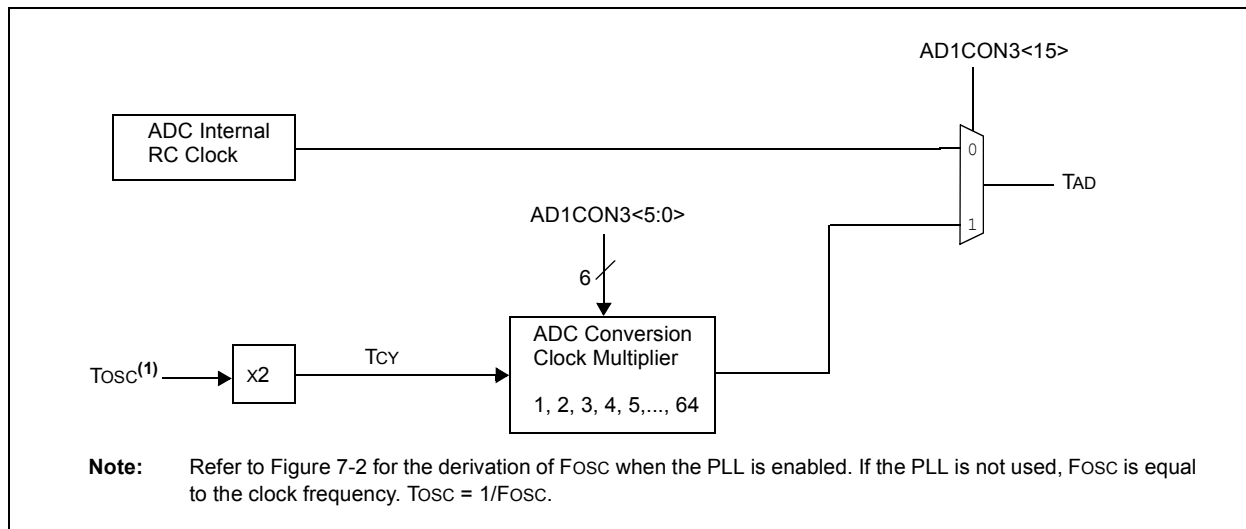 AD1CON3<15>
ADC Internal
RC Clock
0
TAD
AD1CON3<5:0>
1
6
ADC Conversion
Clock Multiplier
TOSC(1)
X2
TCY
1, 2, 3, 4, 5,..., 64
Note: Refer to Figure 7-2 for the derivation of FOSC when the PLL is enabled. If the PLL is not used, FOSC is equal
to the clock frequency. TOSC = 1/FOSC.